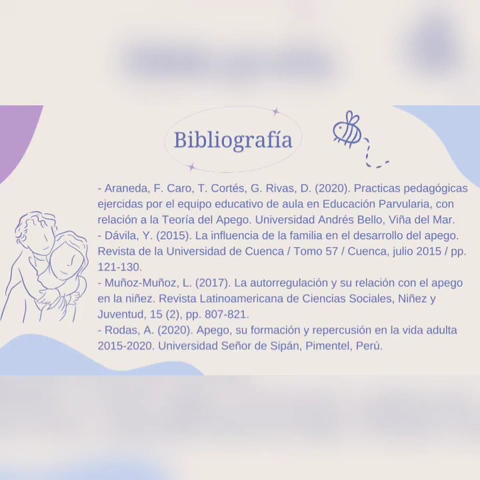 Bibliografía
- Araneda, F. Caro, T. Cortés, G. Rivas, D. (2020). Practicas pedagógicas
ejercidas por el equipo educativo de aula en Educación Parvularia, con
relación a la Teoría del Apego. Universidad Andrés Bello, Viña del Mar.
- Dávila, Y. (2015). La influencia de la familia en el desarrollo del apego.
Revista de la Universidad de Cuenca / Tomo 57 / Cuenca, julio 2015 / pp.
121-130.
- Muñoz-Muñoz, L. (2017). La autorregulación y su relación con el apego
en la niñez. Revista Latinoamericana de Ciencias Sociales, Niñez y
Juventud, 15 (2), pp. 807-821.
- Rodas, A. (2020). Apego, su formación y repercusión en la vida adulta
2015-2020. Universidad Señor de Sipán, Pimentel, Perú.